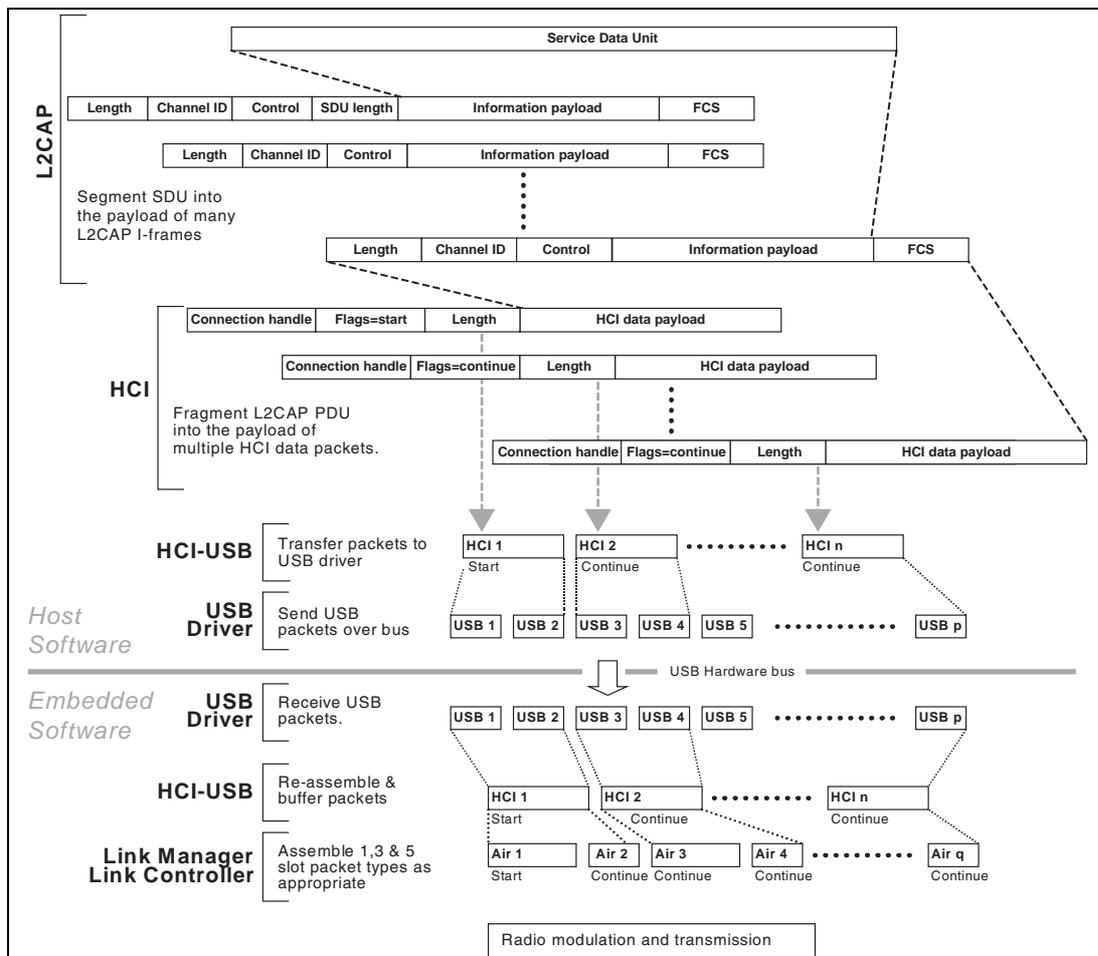 Service Data Unit
L2CAP
Length Channel ID Control SDU length Information payload FCS
Length Channel ID Control Information payload FCS
Segment SDU into
the payload of many
L2CAP I-frames
Length Channel ID Control Information payload FCS
HCI
Connection handle Flags=start Length HCI data payload
Connection handle Flags=continue Length HCI data payload
Fragment L2CAP PDU
into the payload of
multiple HCI data packets.
Connection handle Flags=continue Length HCI data payload
HCI-USB
Transfer packets to
USB driver
HCI 1 HCI 2 HCI n
Start Continue Continue
Host
Software
USB
Driver
Send USB
packets over bus
USB 1 USB 2 USB 3 USB 4 USB 5 USB p
USB Hardware bus
Embedded
Software
USB
Driver
Receive USB
packets.
USB 1 USB 2 USB 3 USB 4 USB 5 USB p
HCI-USB
Re-assemble &
buffer packets
HCI 1 HCI 2 HCI n
Start Continue Continue
Link Manager
Link Controller
Assemble 1,3 & 5
slot packet types as
appropriate
Air 1 Air 2 Air 3 Air 4 Air q
Start Continue Continue Continue Continue
Radio modulation and transmission